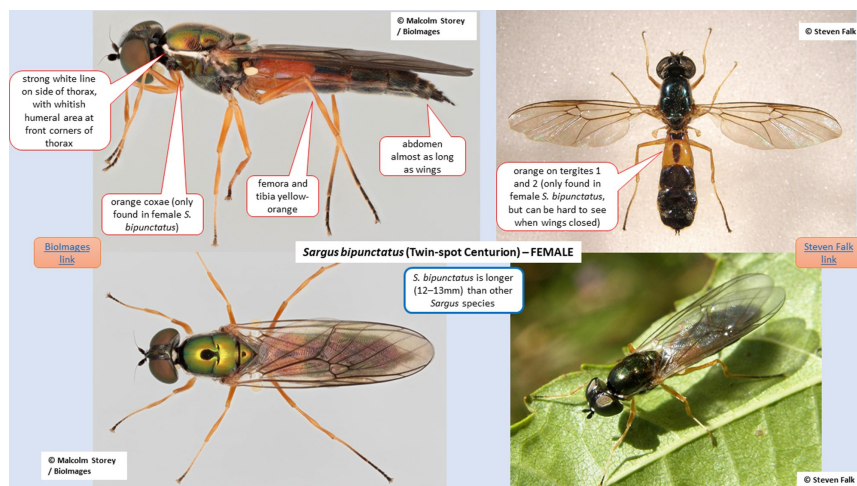 © Malcolm Storey
/ BioImages
© Steven Falk
strong white line
on side of thorax,
with whitish
humeral area at
front corners of
thorax
orange coxae (only
found in female S.
bipunctatus)
femora and
tibia yellow-
orange
abdomen
almost as long
as wings
orange on tergites 1
and 2 (only found in
female S. bipunctatus,
but can be hard to see
when wings closed)
BioImages
link
Sargus bipunctatus (Twin-spot Centurion) – FEMALE
Steven Falk
link
S. bipunctatus is longer
(12–13mm) than other
Sargus species
© Malcolm Storey
/ BioImages
© Steven Falk